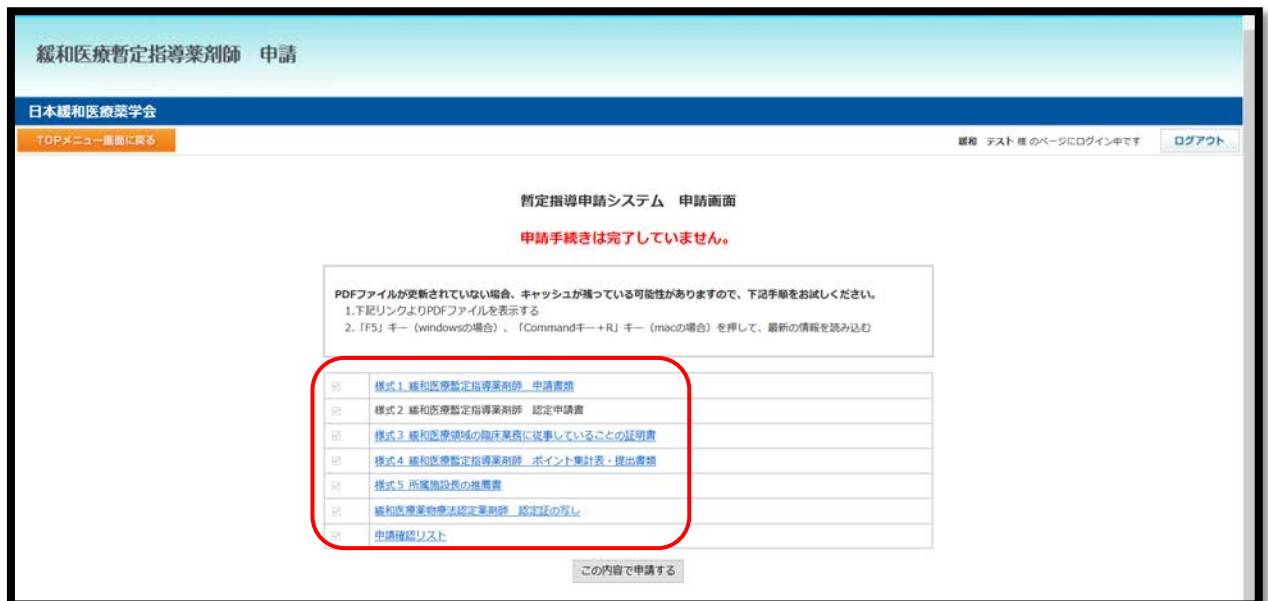 緩和医療暫定指導薬剤師 申請
日本緩和医療薬学会
TOPメニュー画面に戻る
緩和 テスト 様 のページにログイン中です
ログアウト
暫定指導申請システム 申請画面
申請手続きは完了していません。
PDFファイルが更新されていない場合、キャッシュが残っている可能性がありますので、下記手順をお試しください。
1.下記リンクよりPDFファイルを表示する
2.「F5」キー（windowsの場合）、「Commandキー+R」キー（macの場合）を押して、最新の情報を読み込む
様式1 緩和医療暫定指導薬剤師 申請書類
様式2 緩和医療暫定指導薬剤師 認定申請書
様式3 緩和医療領域の臨床業務に従事していることの証明書
様式4 緩和医療暫定指導薬剤師 ポイント集計表・提出書類
様式5 所属施設長の推薦書
緩和医療薬物療法認定薬剤師 認定証の写し
申請確認リスト
この内容で申請する